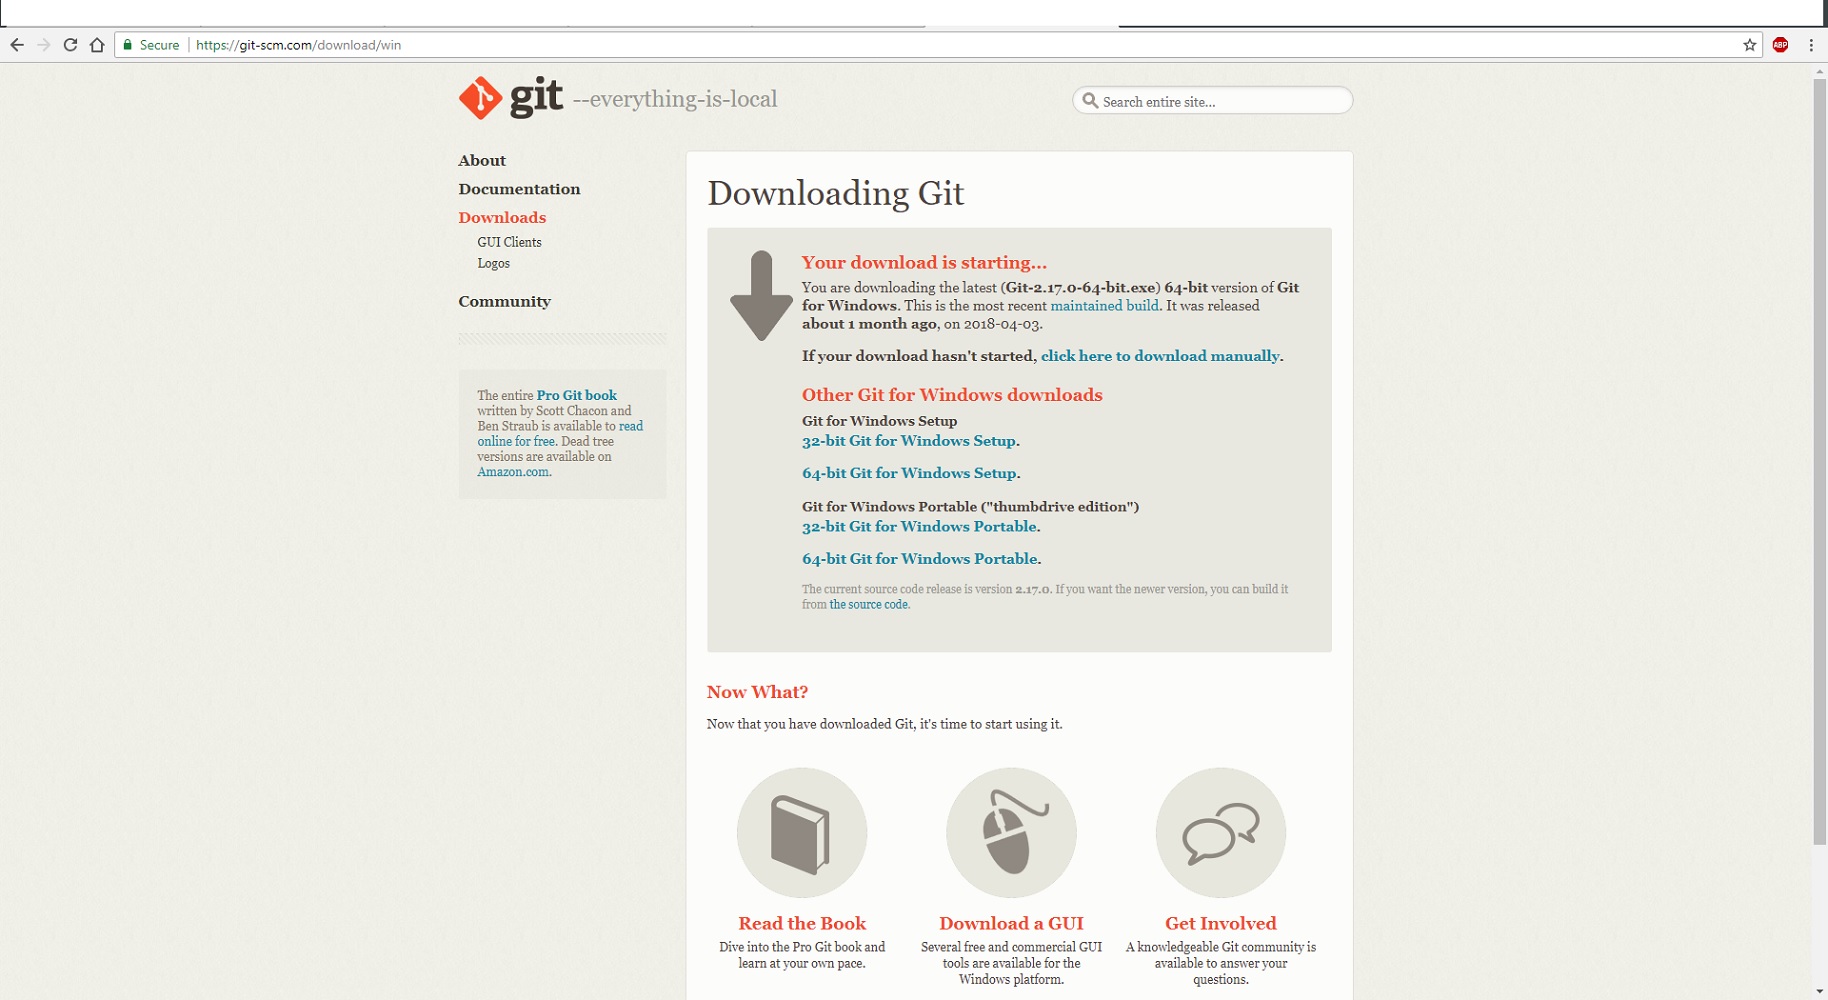 Secure https://git-scm.com/download/win
ABP
git --everything-is-local
Search entire site...
About
Documentation
Downloads
GUI Clients
Logos
Community
The entire Pro Git book
written by Scott Chacon and
Ben Straub is available to read
online for free. Dead tree
versions are available on
Amazon.com.
Downloading Git
Your download is starting...
You are downloading the latest (Git-2.17.0-64-bit.exe) 64-bit version of Git
for Windows. This is the most recent maintained build. It was released
about 1 month ago, on 2018-04-03.
If your download hasn't started, click here to download manually.
Other Git for Windows downloads
Git for Windows Setup
32-bit Git for Windows Setup.
64-bit Git for Windows Setup.
Git for Windows Portable ("thumbdrive edition")
32-bit Git for Windows Portable.
64-bit Git for Windows Portable.
The current source code release is version 2.17.0. If you want the newer version, you can build it
from the source code.
Now What?
Now that you have downloaded Git, it's time to start using it.
Read the Book
Dive into the Pro Git book and
learn at your own pace.
Download a GUI
Several free and commercial GUI
tools are available for the
Windows platform.
Get Involved
A knowledgeable Git community is
available to answer your
questions.